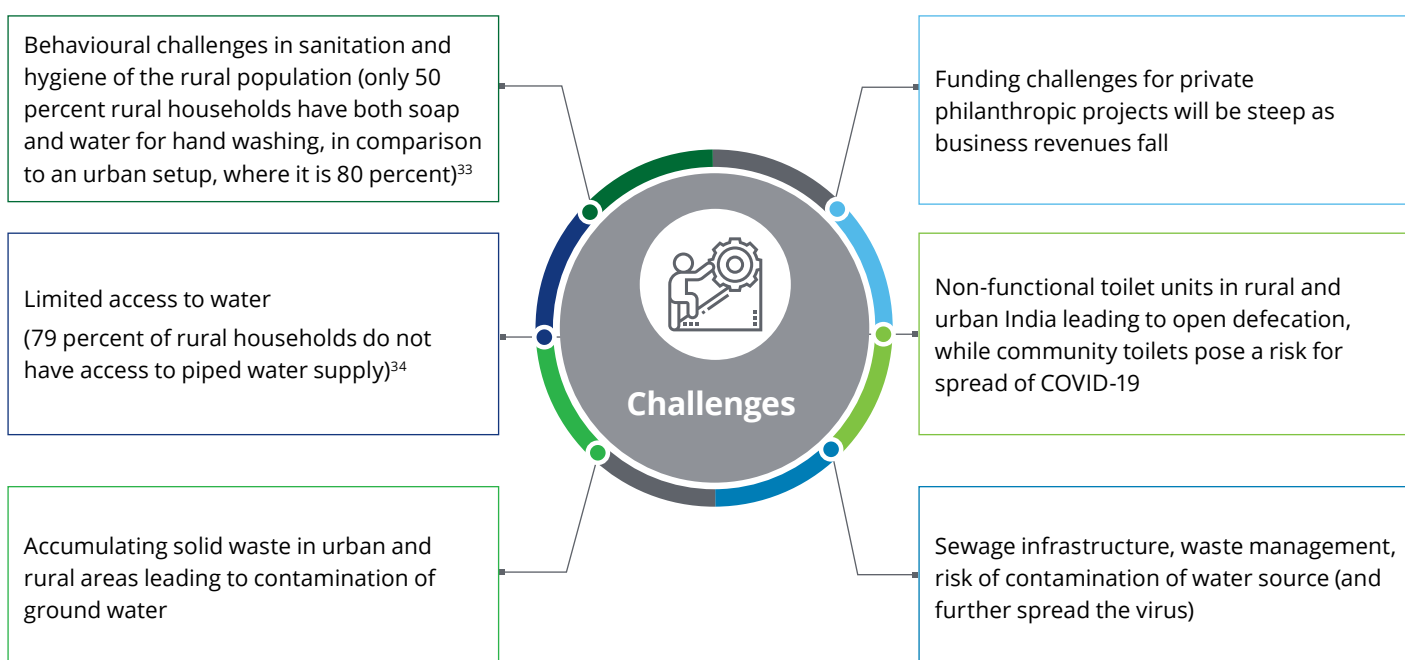 Behavioural challenges in sanitation and
hygiene of the rural population (only 50
percent rural households have both soap
and water for hand washing, in comparison
to an urban setup, where it is 80 percent)³³
Limited access to water
(79 percent of rural households do not
have access to piped water supply)³⁴
Accumulating solid waste in urban and
rural areas leading to contamination of
ground water
Challenges
Funding challenges for private
philanthropic projects will be steep as
business revenues fall
Non-functional toilet units in rural and
urban India leading to open defecation,
while community toilets pose a risk for
spread of COVID-19
Sewage infrastructure, waste management,
risk of contamination of water source (and
further spread the virus)